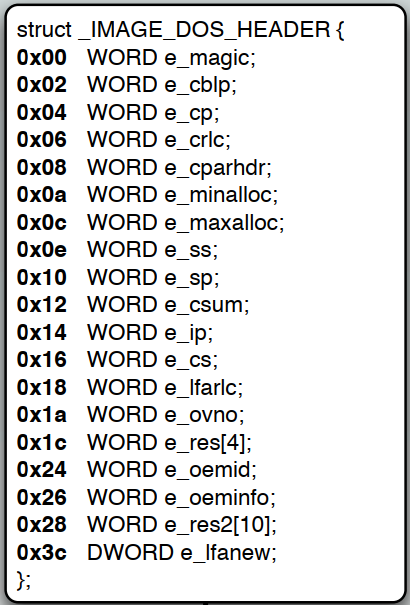 struct _IMAGE_DOS_HEADER {
0x00 WORD e_magic;
0x02 WORD e_cblp;
0x04 WORD e_cp;
0x06 WORD e_crlc;
0x08 WORD e_cparhdr;
0x0a WORD e_minalloc;
0x0c WORD e_maxalloc;
0x0e WORD e_ss;
0x10 WORD e_sp;
0x12 WORD e_csum;
0x14 WORD e_ip;
0x16 WORD e_cs;
0x18 WORD e_lfarlc;
0x1a WORD e_ovno;
0x1c WORD e_res[4];
0x24 WORD e_oemid;
0x26 WORD e_oeminfo;
0x28 WORD e_res2[10];
0x3c DWORD e_lfanew;
};